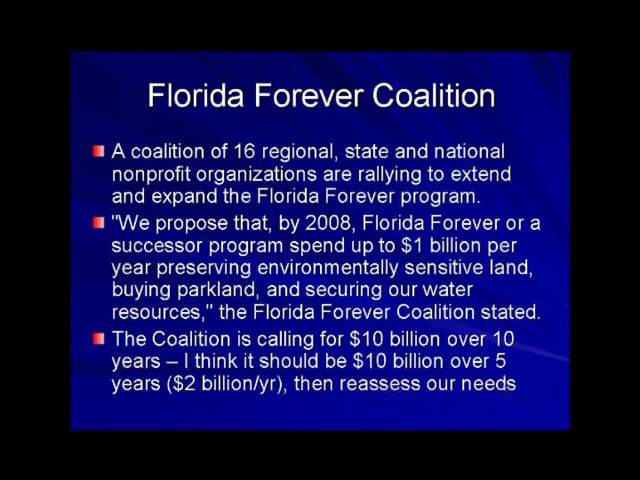 Florida Forever Coalition
A coalition of 16 regional, state and national
nonprofit organizations are rallying to extend
and expand the Florida Forever program.
"We propose that, by 2008, Florida Forever or a
successor program spend up to $1 billion per
year preserving environmentally sensitive land,
buying parkland, and securing our water
resources," the Florida Forever Coalition stated.
The Coalition is calling for $10 billion over 10
years – I think it should be $10 billion over 5
years ($2 billion/yr), then reassess our needs